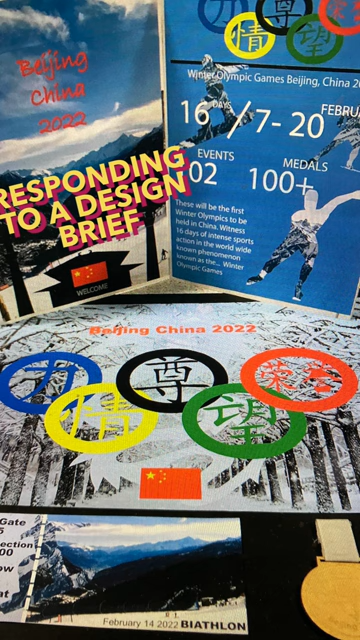 Beijing
China
2022
RESPONDING
TO A DESIGN
BRIEF
WELCOME
情
尊
望
Winter Olympic Games Beijing, China
16 DAYS / 7- 20
EVENTS
02
MEDALS
100+
These will be the first
Winter Olympics to be
held in China. Witness
16 days of intense sports
action in the world wide
known phenomenon
known as the... Winter
Olympic Games
Beijing China 2022
尊
情
望
Gate
February 14 2022 BIATHLON